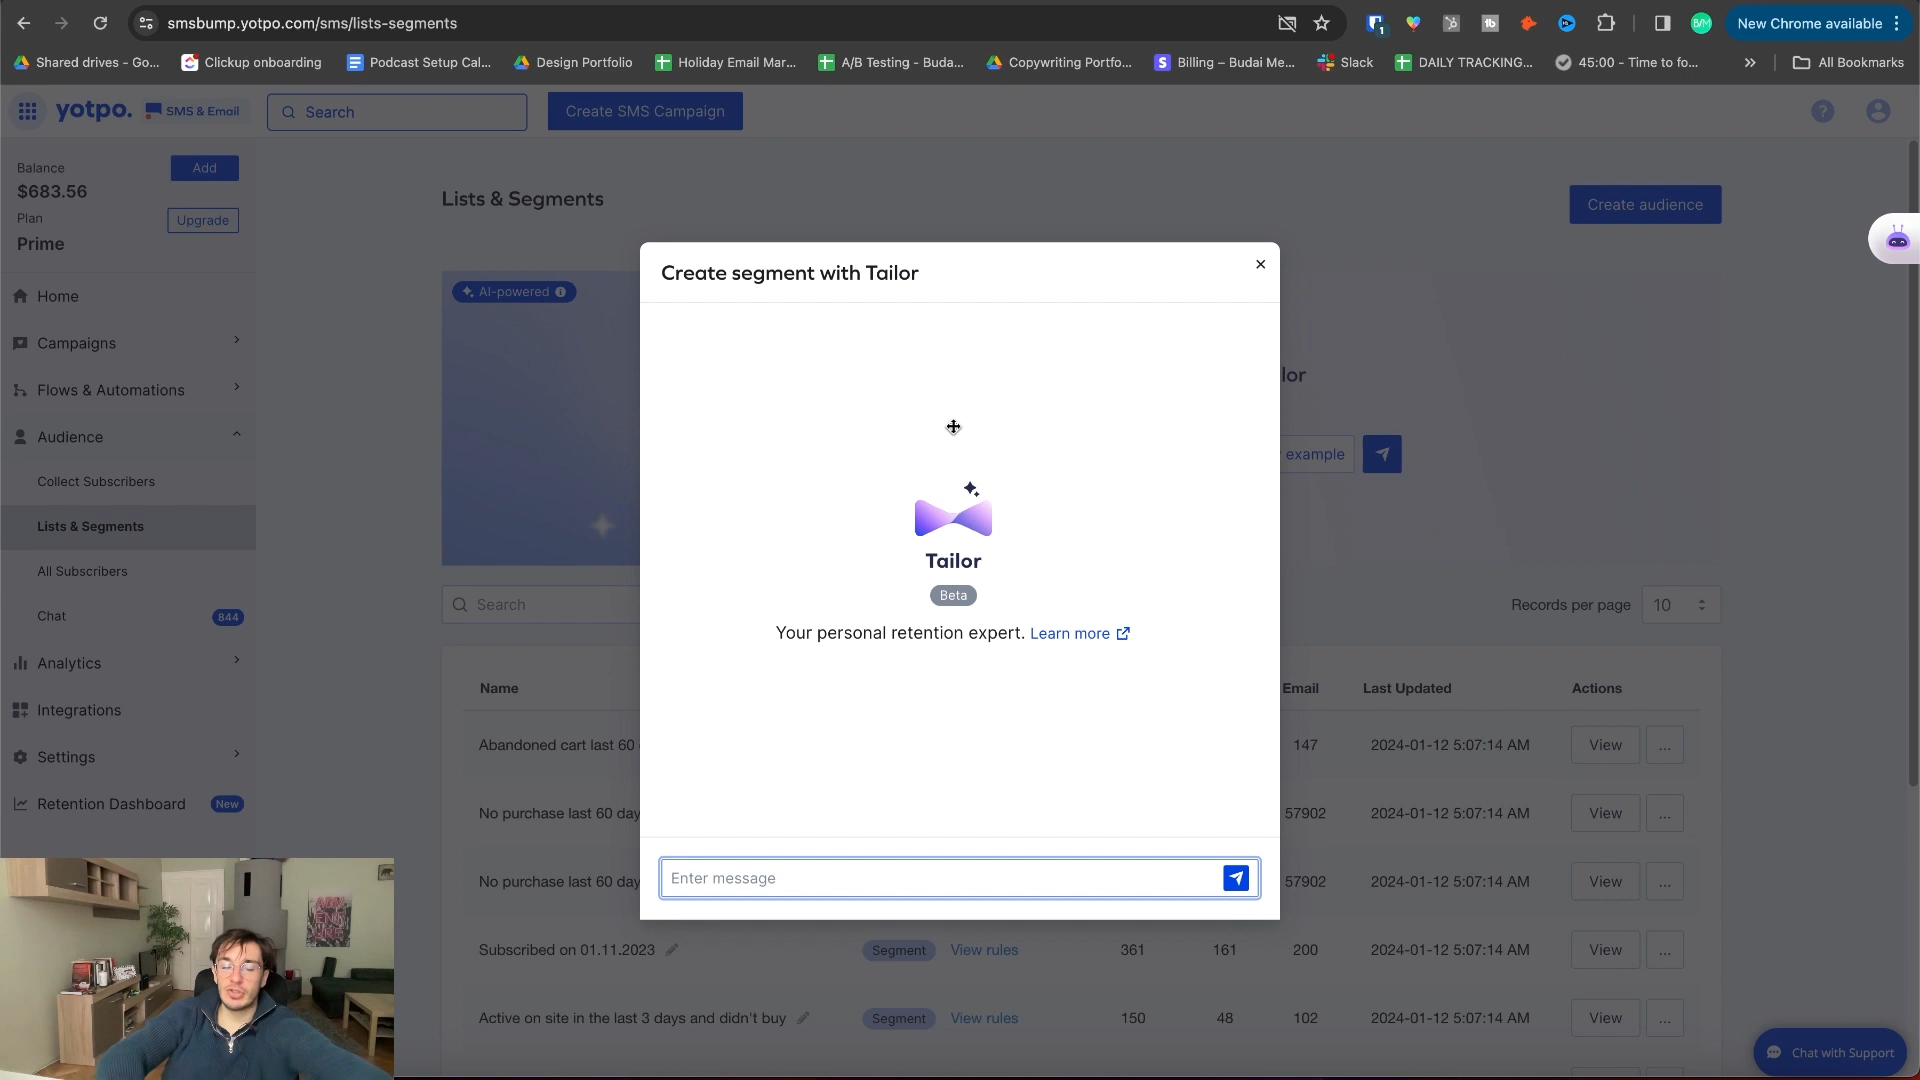 smsbump.yotpo.com/sms/lists-segments
1
B/M
New Chrome available
Shared drives - Go...
Clickup onboarding
Podcast Setup Cal...
Design Portfolio
Holiday Email Mar...
A/B Testing - Buda...
Copywriting Portfo...
Billing – Budai Me...
Slack
DAILY TRACKING...
45:00 - Time to fo...
All Bookmarks
yotpo.
SMS & Email
Search
Create SMS Campaign
?
Balance
Add
$683.56
Plan
Upgrade
Prime
Home
Campaigns
Flows & Automations
Audience
Collect Subscribers
Lists & Segments
All Subscribers
Chat
844
Analytics
Integrations
Settings
Retention Dashboard
New
Lists & Segments
Create audience
AI-powered
lor
example
Search
Records per page
10
Name
Email
Last Updated
Actions
Abandoned cart last 60
147
2024-01-12 5:07:14 AM
View
...
No purchase last 60 day
57902
2024-01-12 5:07:14 AM
View
...
No purchase last 60 day
57902
2024-01-12 5:07:14 AM
View
...
Subscribed on 01.11.2023
Segment
View rules
361
161
200
2024-01-12 5:07:14 AM
View
...
Active on site in the last 3 days and didn't buy
Segment
View rules
150
48
102
2024-01-12 5:07:14 AM
View
...
Create segment with Tailor
Tailor
Beta
Your personal retention expert. Learn more
Enter message
Chat with Support